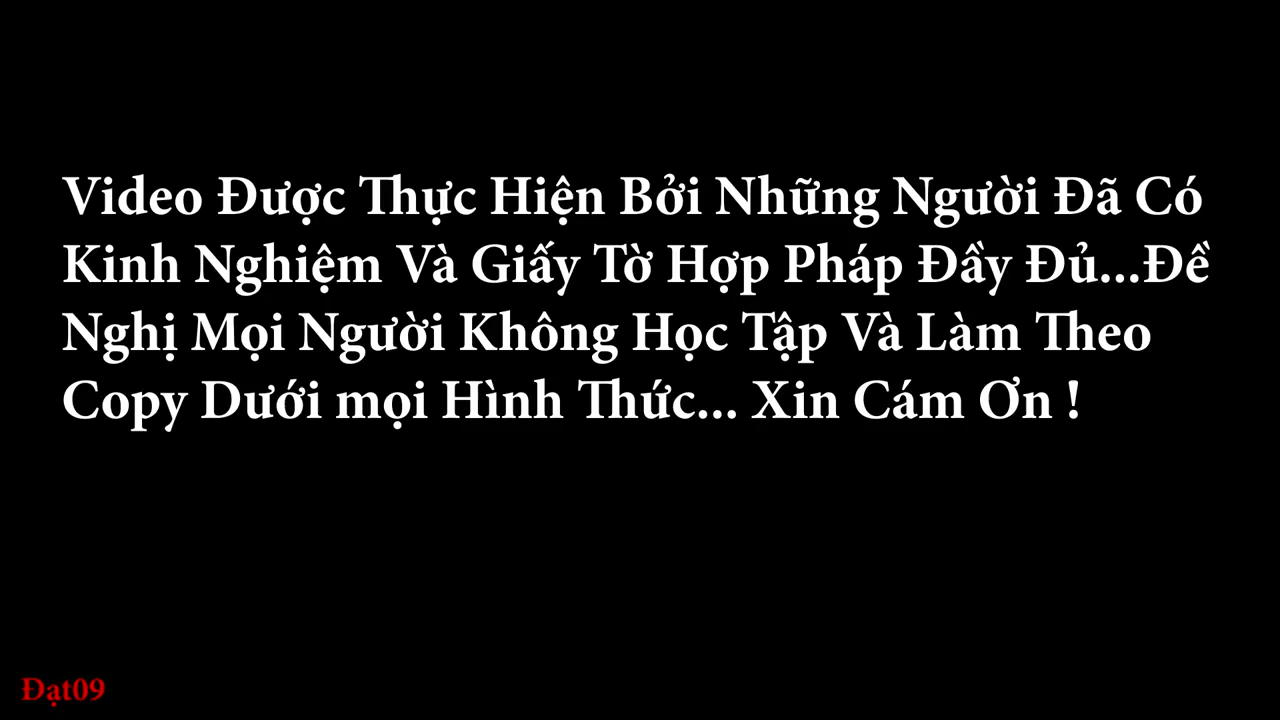 Video Được Thực Hiện Bởi Những Người Đã Có
Kinh Nghiệm Và Giấy Tờ Hợp Pháp Đầy Đủ...Đề
Nghị Mọi Người Không Học Tập Và Làm Theo
Copy Dưới mọi Hình Thức... Xin Cám Ơn !
Đạt09